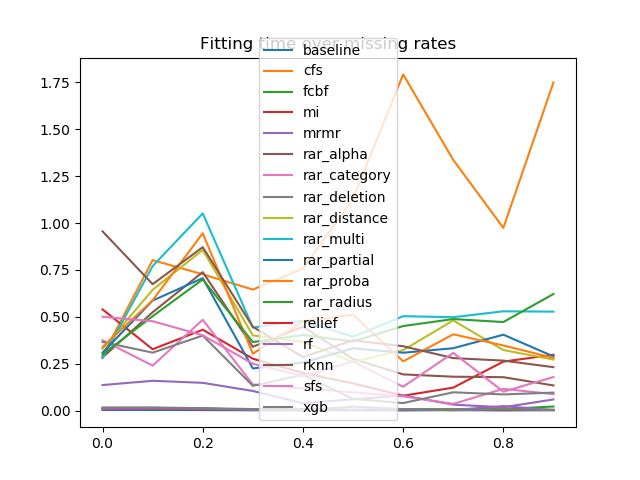 Fitting time over missing rates
baseline
cfs
fcbf
mi
mrmr
rar_alpha
rar_category
rar_deletion
rar_distance
rar_multi
rar_partial
rar_proba
rar_radius
relief
rf
rknn
sfs
xgb
1.75
1.50
1.25
1.00
0.75
0.50
0.25
0.00
0.0 0.2 0.4 0.6 0.8